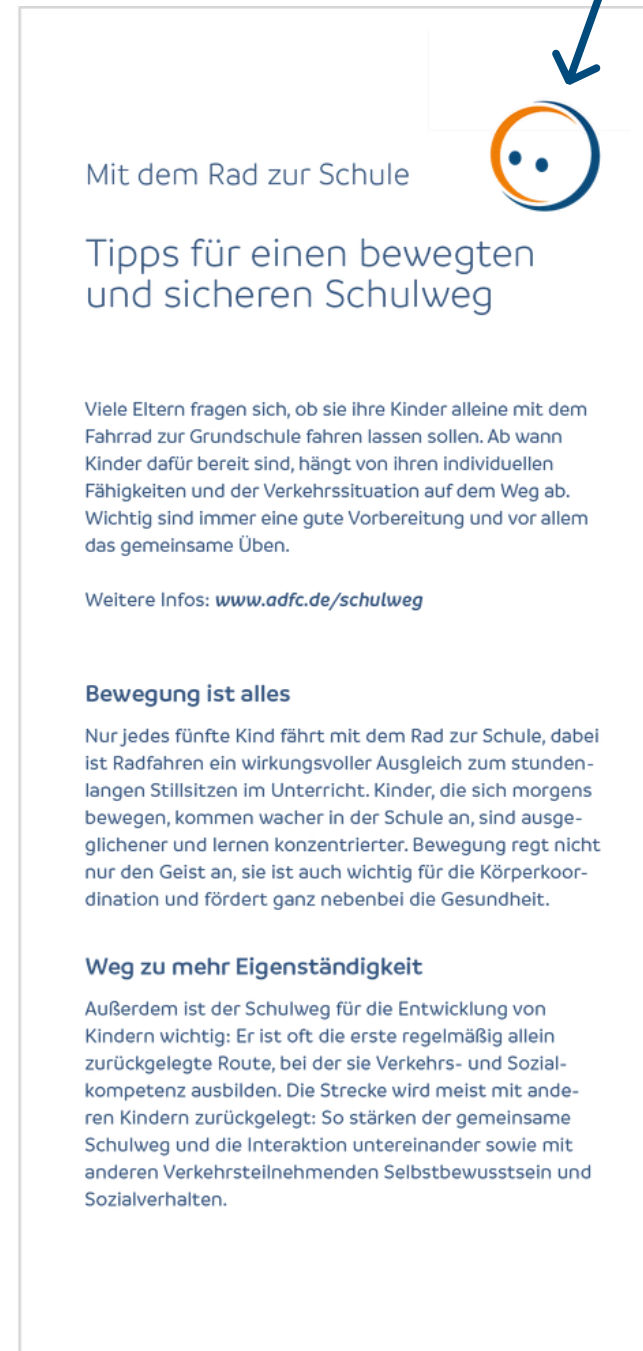 Mit dem Rad zur Schule
Tipps für einen bewegten
und sicheren Schulweg
Viele Eltern fragen sich, ob sie ihre Kinder alleine mit dem
Fahrrad zur Grundschule fahren lassen sollen. Ab wann
Kinder dafür bereit sind, hängt von ihren individuellen
Fähigkeiten und der Verkehrssituation auf dem Weg ab.
Wichtig sind immer eine gute Vorbereitung und vor allem
das gemeinsame Üben.
Weitere Infos: www.adfc.de/schulweg
Bewegung ist alles
Nur jedes fünfte Kind fährt mit dem Rad zur Schule, dabei
ist Radfahren ein wirkungsvoller Ausgleich zum stunden-
langen Stillsitzen im Unterricht. Kinder, die sich morgens
bewegen, kommen wacher in der Schule an, sind ausge-
glichener und lernen konzentrierter. Bewegung regt nicht
nur den Geist an, sie ist auch wichtig für die Körperkoor-
dination und fördert ganz nebenbei die Gesundheit.
Weg zu mehr Eigenständigkeit
Außerdem ist der Schulweg für die Entwicklung von
Kindern wichtig: Er ist oft die erste regelmäßig allein
zurückgelegte Route, bei der sie Verkehrs- und Sozial-
kompetenz ausbilden. Die Strecke wird meist mit ande-
ren Kindern zurückgelegt: So stärken der gemeinsame
Schulweg und die Interaktion untereinander sowie mit
anderen Verkehrsteilnehmenden Selbstbewusstsein und
Sozialverhalten.